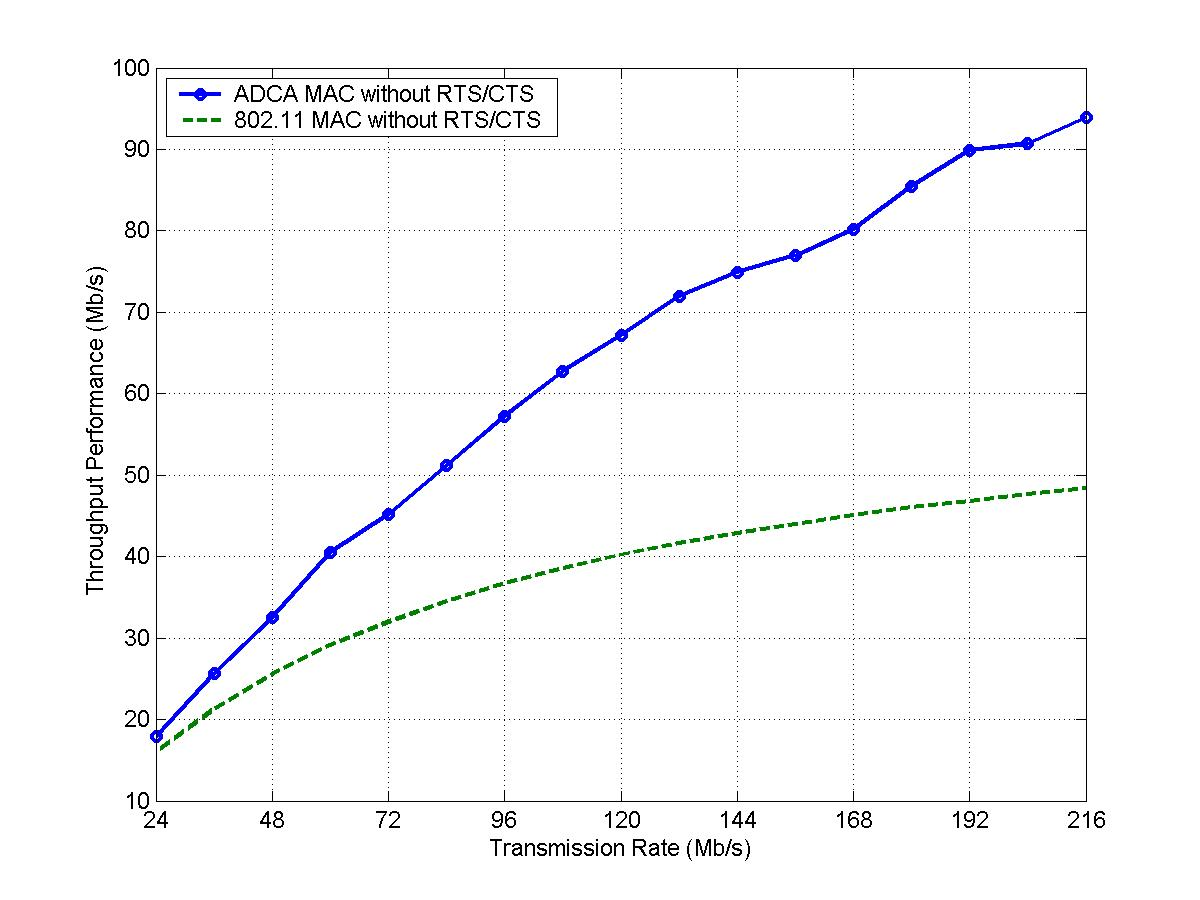 100
90
80
70
60
50
40
30
20
10
ADCA MAC without RTS/CTS
802.11 MAC without RTS/CTS
Throughput Performance (Mb/s)
24 48 72 96 120 144 168 192 216
Transmission Rate (Mb/s)